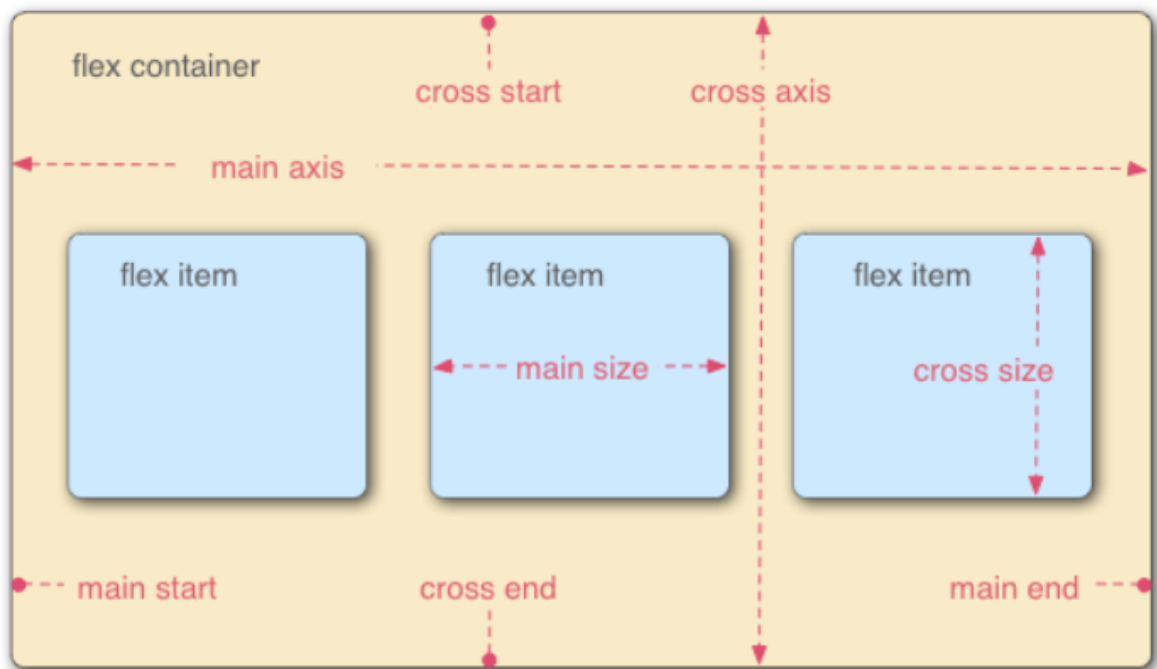 flex container
cross start
cross axis
main axis
flex item
flex item
flex item
main size
cross size
main start
cross end
main end